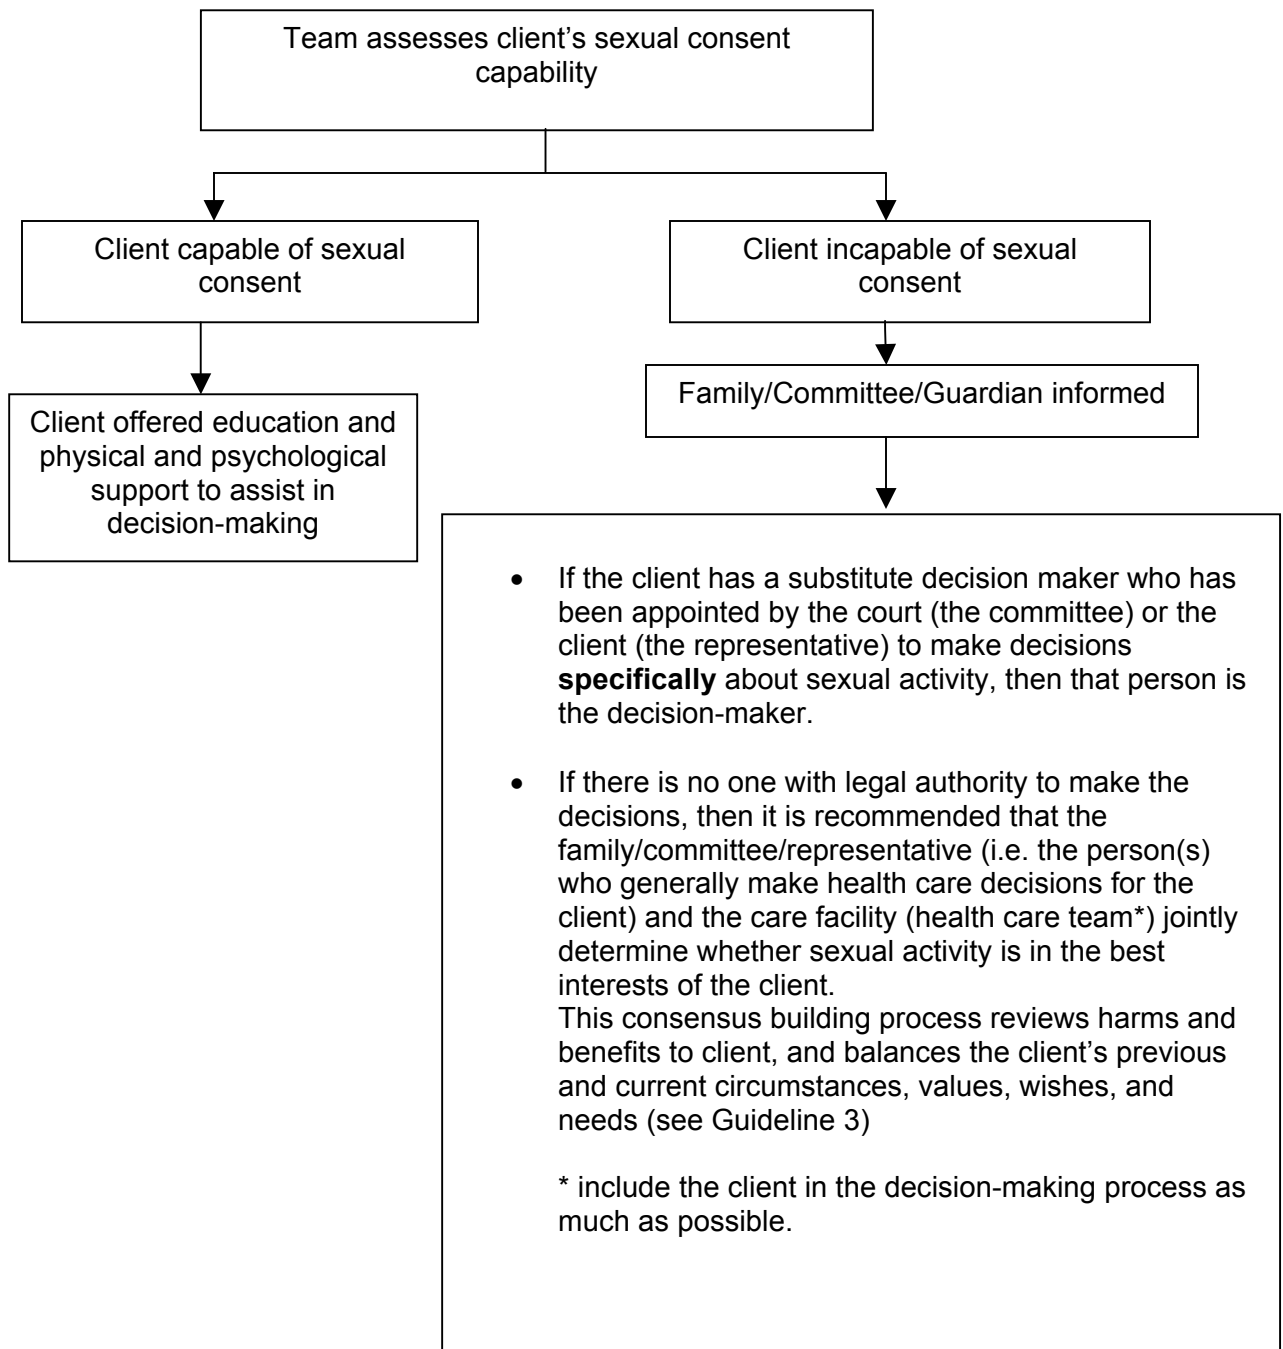 Team assesses client's sexual consent
capability
Client capable of sexual
consent
Client incapable of sexual
consent
Family/Committee/Guardian informed
Client offered education and
physical and psychological
support to assist in
decision-making
• If the client has a substitute decision maker who has
been appointed by the court (the committee) or the
client (the representative) to make decisions
specifically about sexual activity, then that person is
the decision-maker.
• If there is no one with legal authority to make the
decisions, then it is recommended that the
family/committee/representative (i.e. the person(s)
who generally make health care decisions for the
client) and the care facility (health care team*) jointly
determine whether sexual activity is in the best
interests of the client.
This consensus building process reviews harms and
benefits to client, and balances the client's previous
and current circumstances, values, wishes, and
needs (see Guideline 3)
* include the client in the decision-making process as
much as possible.